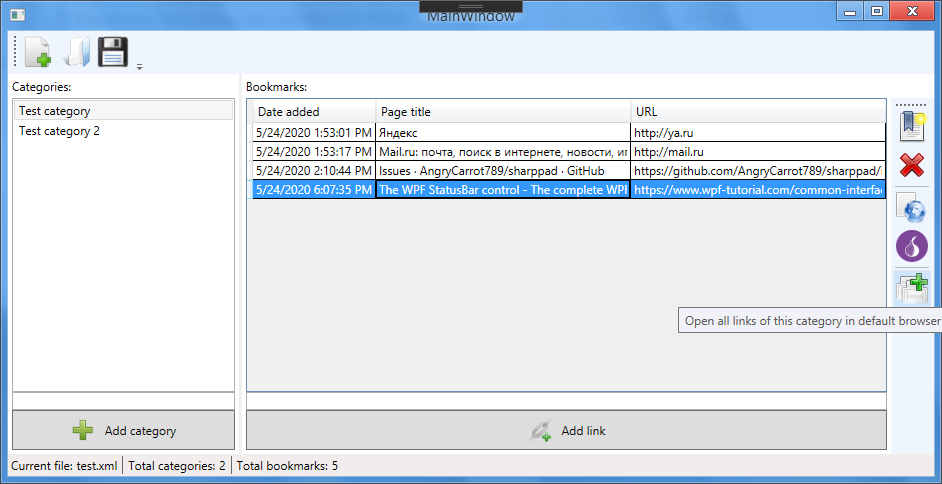 MainWindow
Categories:
Bookmarks:
Test category
Test category 2
Date added Page title URL
5/24/2020 1:53:01 PM Яндекс http://ya.ru
5/24/2020 1:53:17 PM Mail.ru: почта, поиск в интернете, новости, иг http://mail.ru
5/24/2020 2:10:44 PM Issues · AngryCarrot789/sharppad · GitHub https://github.com/AngryCarrot789/sharppad/i
5/24/2020 6:07:35 PM The WPF StatusBar control - The complete WPF https://www.wpf-tutorial.com/common-interfac
Open all links of this category in default browser
Add category
Add link
Current file: test.xml Total categories: 2 Total bookmarks: 5